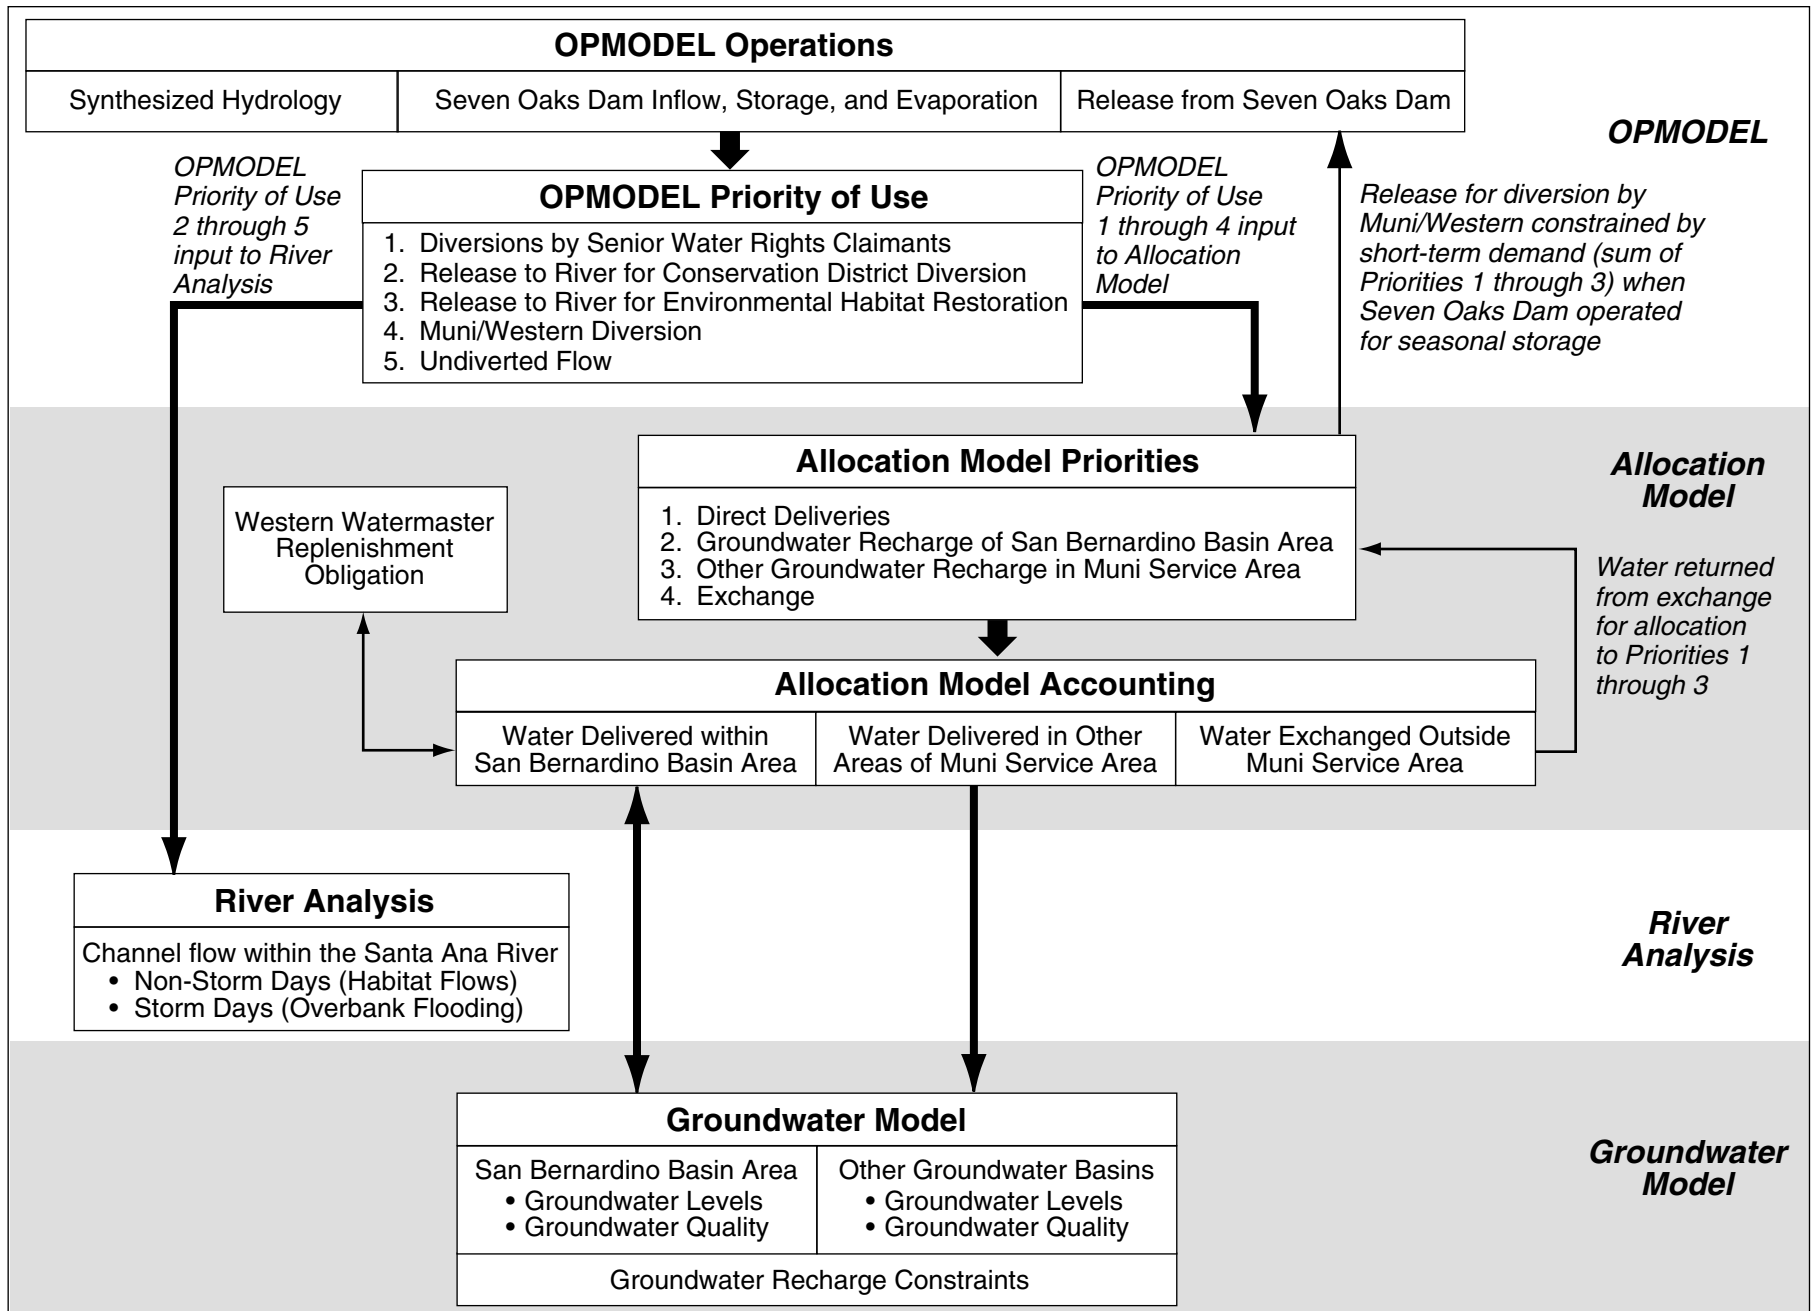 OPMODEL Operations
Synthesized Hydrology
Seven Oaks Dam Inflow, Storage, and Evaporation
Release from Seven Oaks Dam
OPMODEL
OPMODEL
Priority of Use
2 through 5
input to River
Analysis
OPMODEL Priority of Use
1. Diversions by Senior Water Rights Claimants
2. Release to River for Conservation District Diversion
3. Release to River for Environmental Habitat Restoration
4. Muni/Western Diversion
5. Undiverted Flow
OPMODEL
Priority of Use
1 through 4 input
to Allocation
Model
Release for diversion by
Muni/Western constrained by
short-term demand (sum of
Priorities 1 through 3) when
Seven Oaks Dam operated
for seasonal storage
Allocation Model Priorities
1. Direct Deliveries
2. Groundwater Recharge of San Bernardino Basin Area
3. Other Groundwater Recharge in Muni Service Area
4. Exchange
Allocation
Model
Western Watermaster
Replenishment
Obligation
Water returned
from exchange
for allocation
to Priorities 1
through 3
Allocation Model Accounting
Water Delivered within
San Bernardino Basin Area
Water Delivered in Other
Areas of Muni Service Area
Water Exchanged Outside
Muni Service Area
River Analysis
Channel flow within the Santa Ana River
• Non-Storm Days (Habitat Flows)
• Storm Days (Overbank Flooding)
River
Analysis
Groundwater Model
San Bernardino Basin Area
• Groundwater Levels
• Groundwater Quality
Other Groundwater Basins
• Groundwater Levels
• Groundwater Quality
Groundwater Recharge Constraints
Groundwater
Model